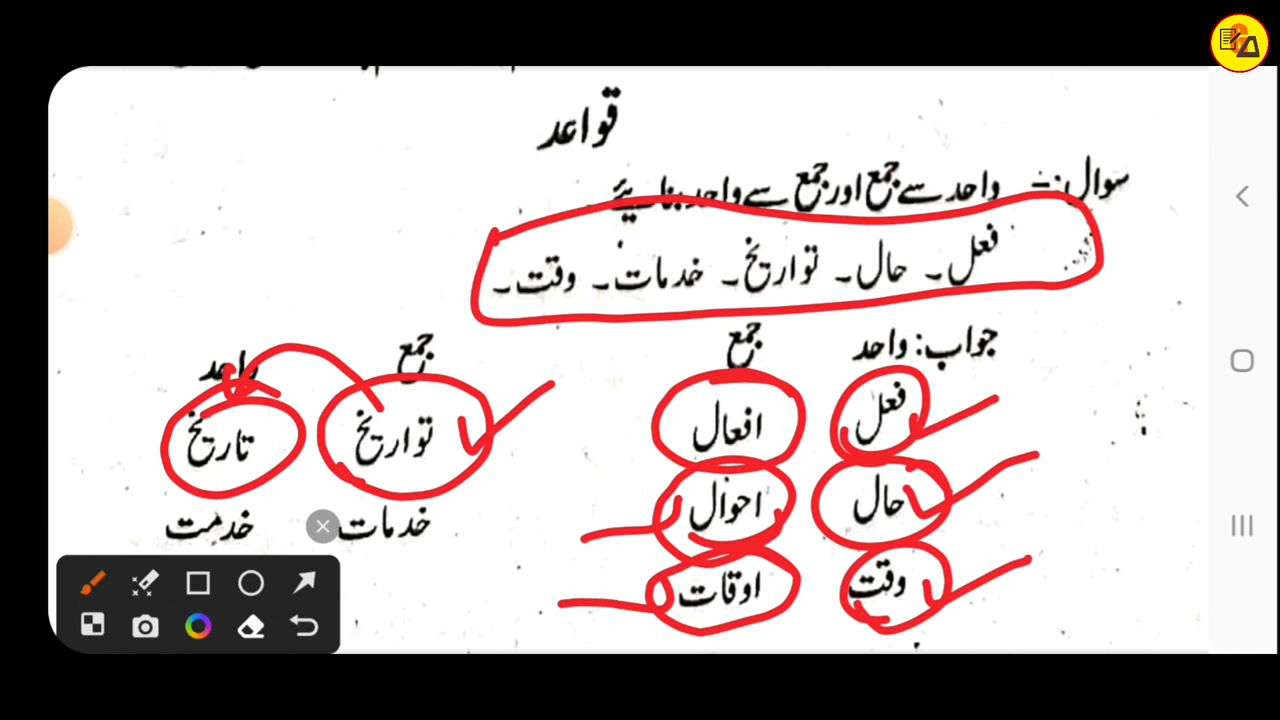 قواعد
سوال:- واحد سے جمع اور جمع سے واحد بنائیے۔
فعل۔ حال۔ تواریخ۔ خدمات۔ وقت۔
جواب: واحد جمع جمع واحد
فعل افعال تواریخ تاریخ
حال احوال خدمات خدمت
وقت اوقات